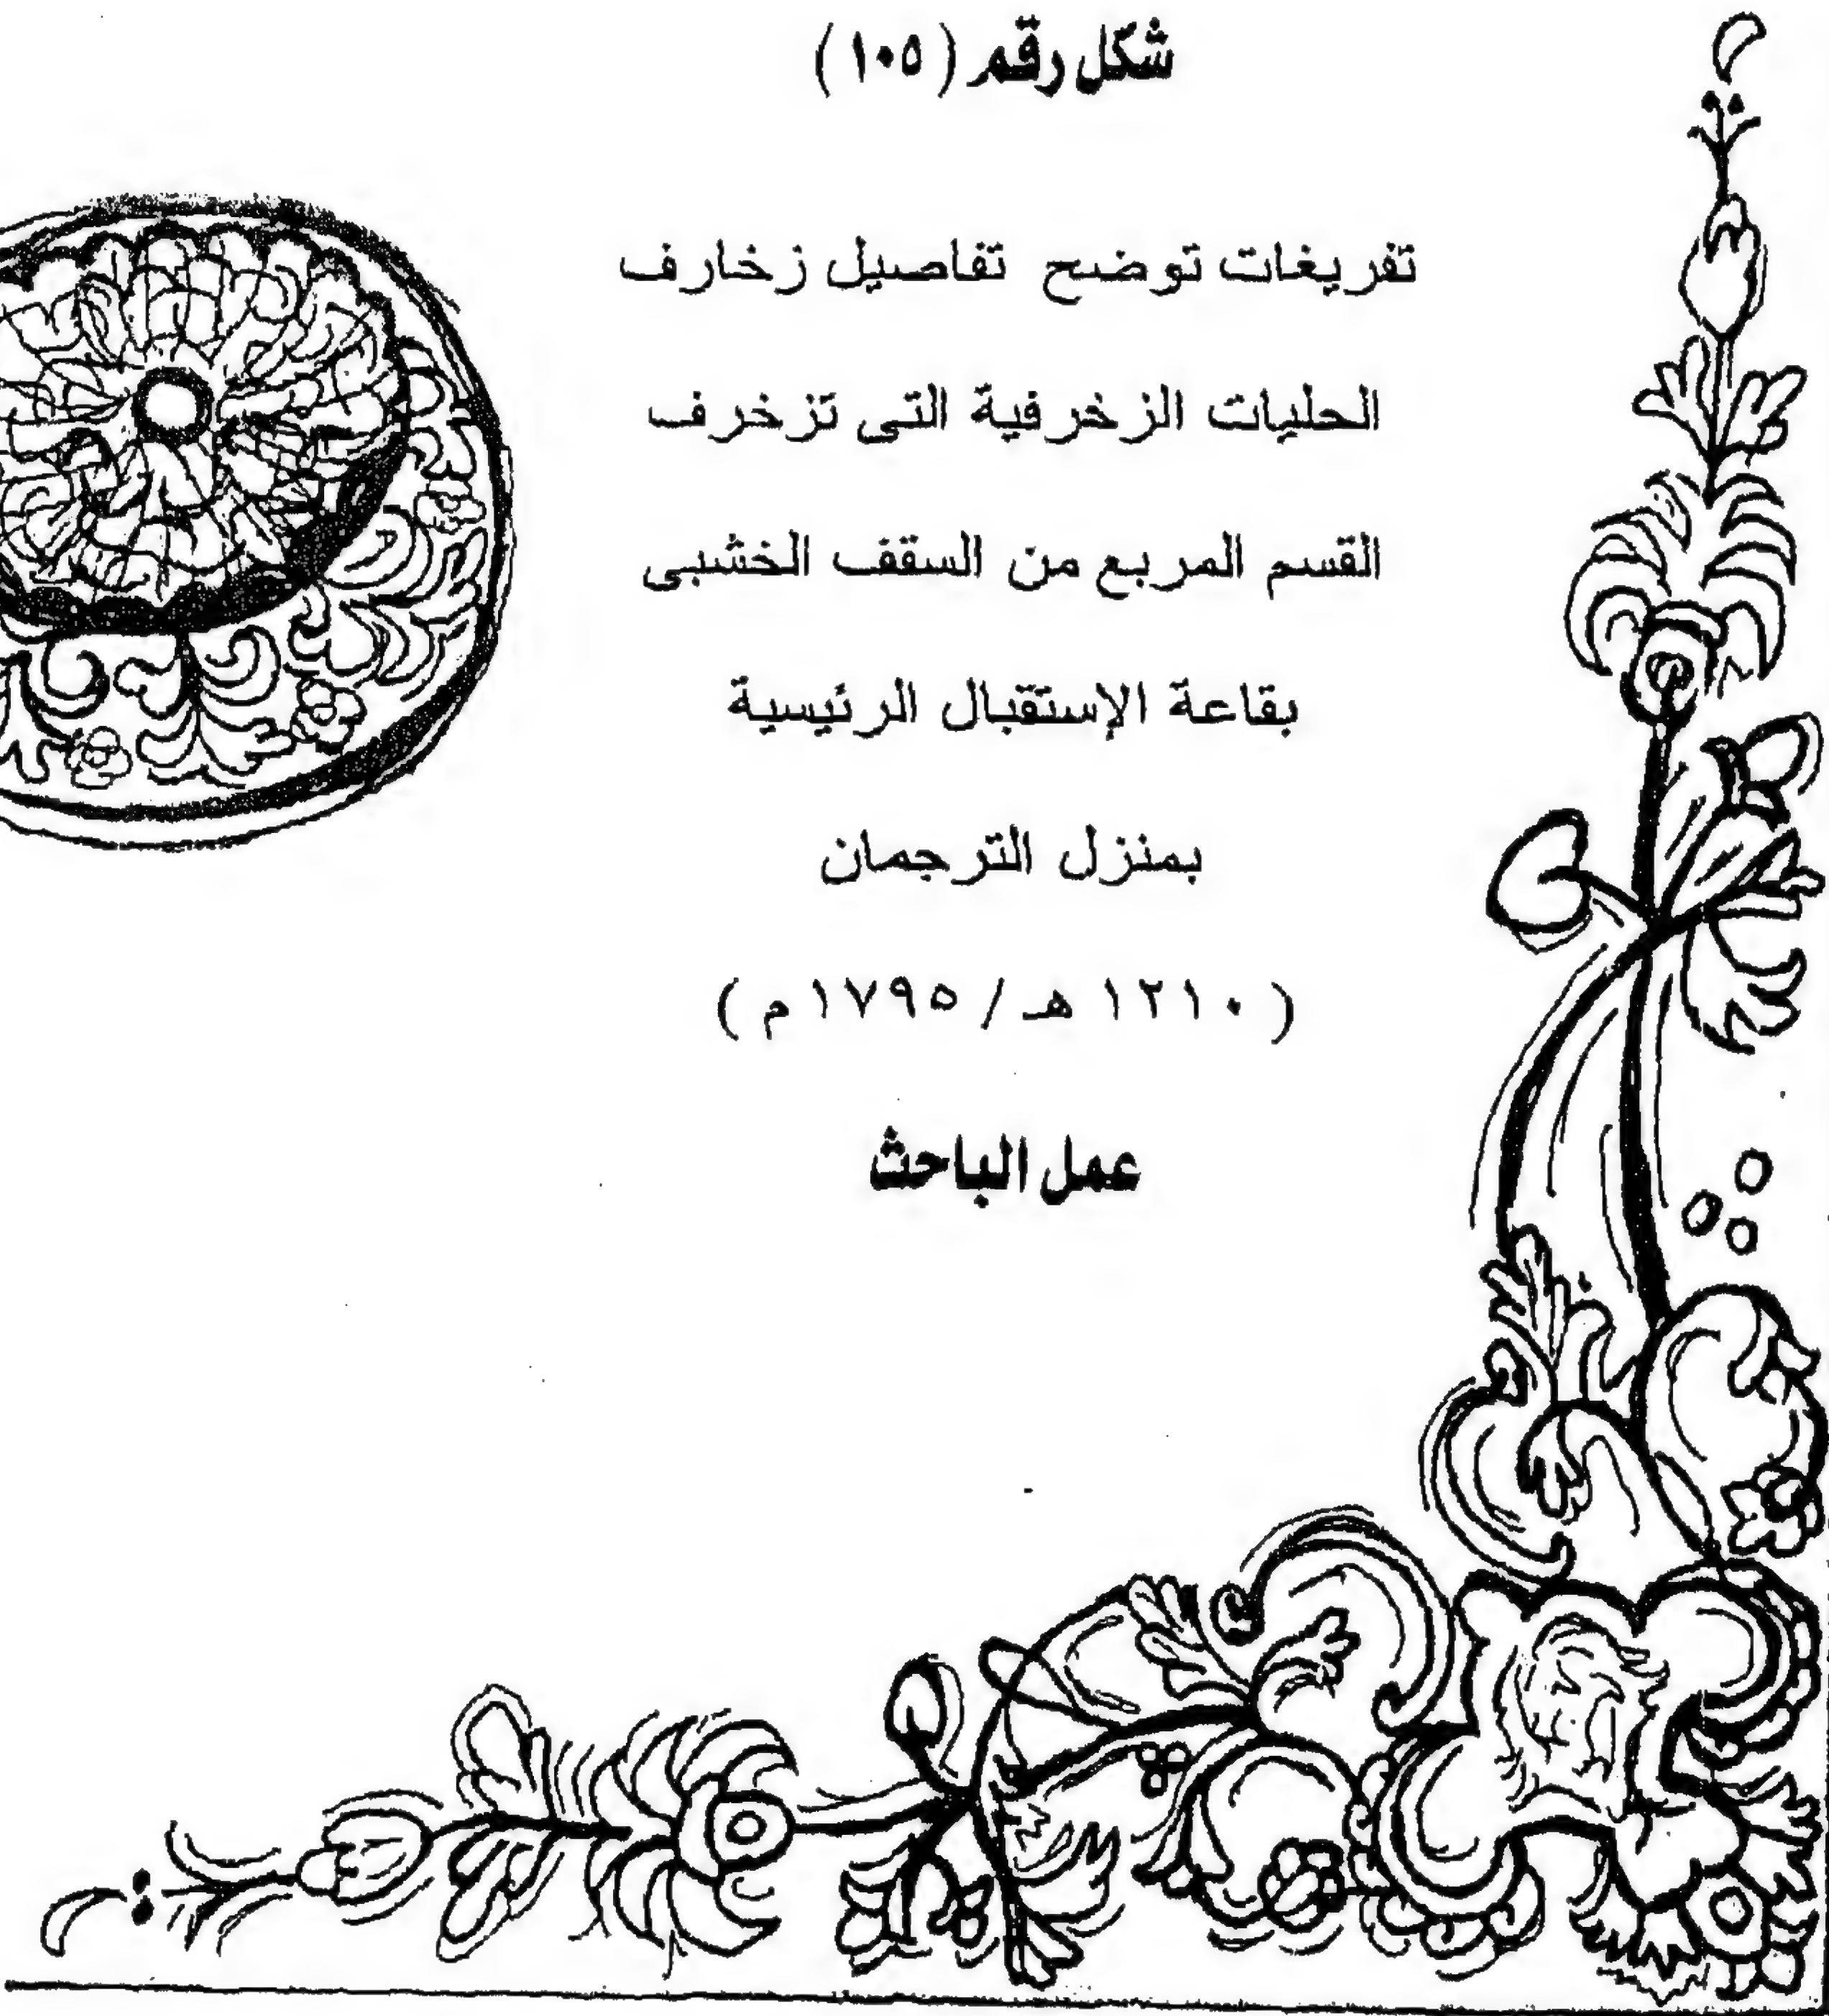 شكل رقم (١٠٥)
تفريغات توضح تفاصيل زخارف
الحليات الزخرفية التى تزخرف
القسم المربع من السقف الخشبى
بقاعة الإستقبال الرئيسية
بمنزل الترجمان
(١٢١٠ هـ / ١٧٩٥ م)
عمل الباحث